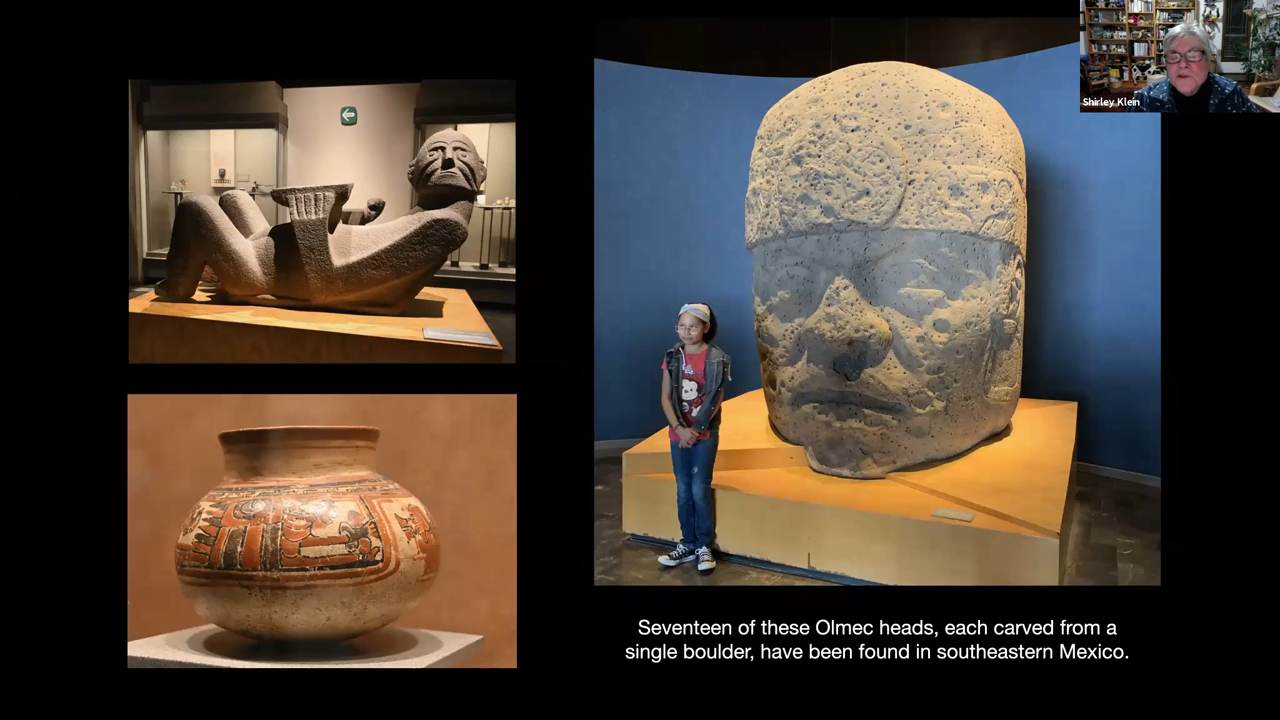 Shirley Klein
Seventeen of these Olmec heads, each carved from a
single boulder, have been found in southeastern Mexico.